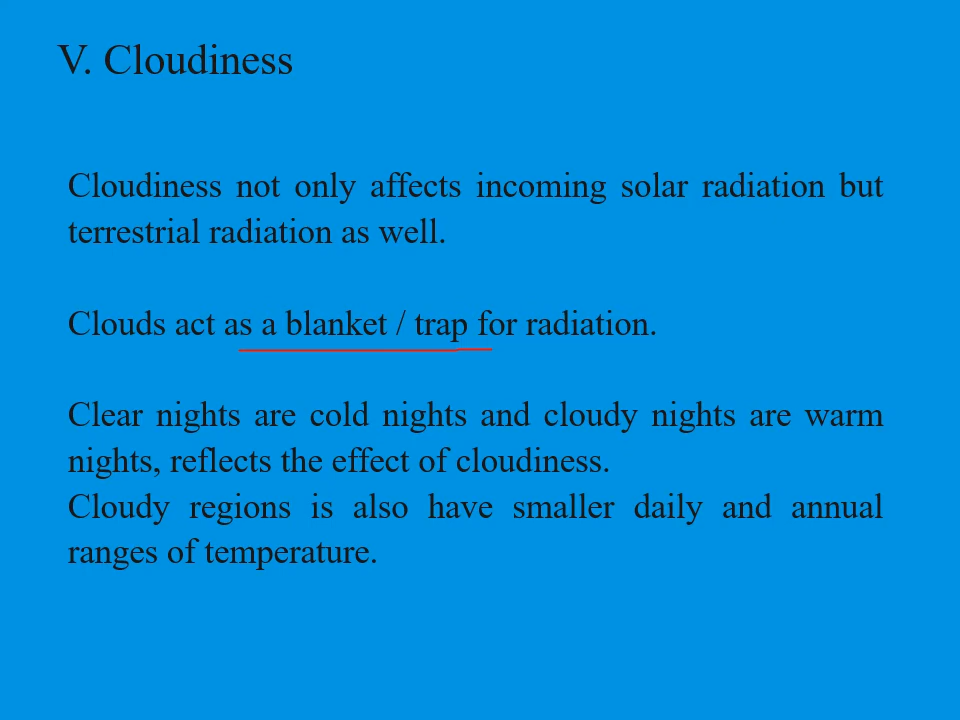 V. Cloudiness
Cloudiness not only affects incoming solar radiation but
terrestrial radiation as well.
Clouds act as a blanket / trap for radiation.
Clear nights are cold nights and cloudy nights are warm
nights, reflects the effect of cloudiness.
Cloudy regions is also have smaller daily and annual
ranges of temperature.